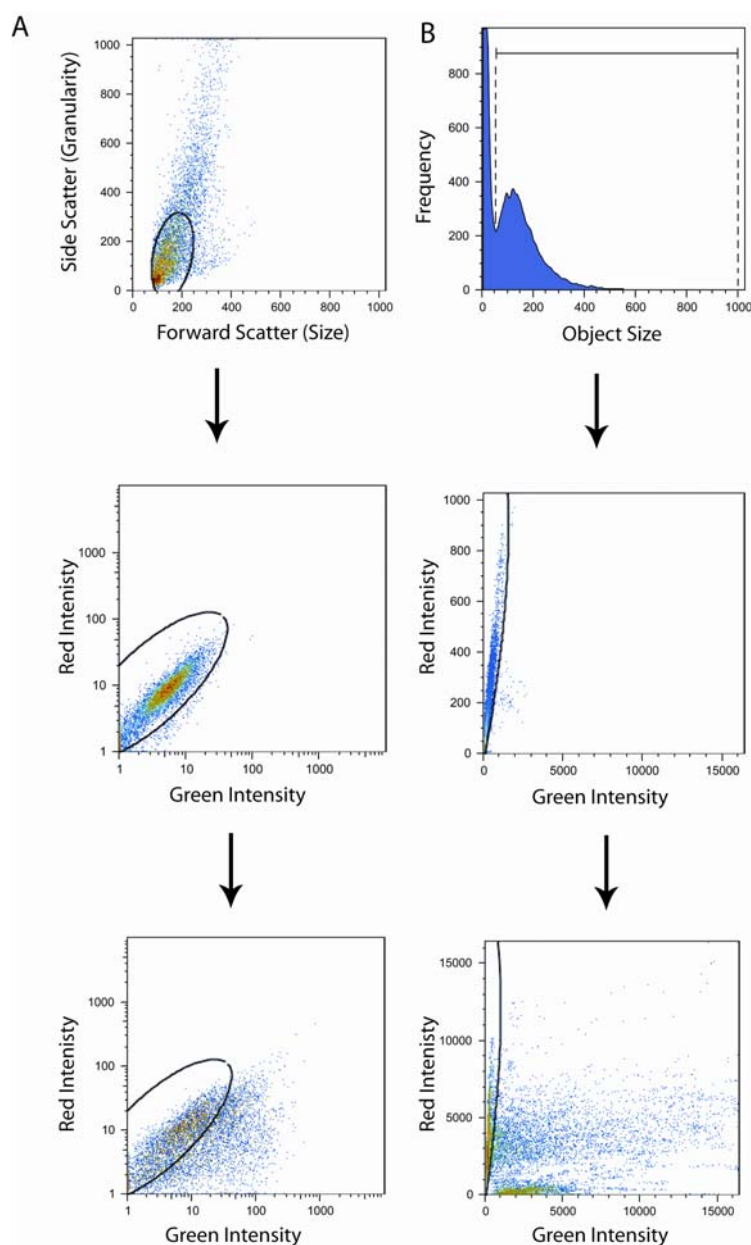 A
B
Side Scatter (Granularity)
1000
800
600
400
200
0
0 200 400 600 800 1000
Forward Scatter (Size)
Frequency
800
600
400
200
0
0 200 400 600 800 1000
Object Size
Red Intenisty
1000
100
10
1
1 10 100 1000
Green Intensity
Red Intenisty
1000
800
600
400
200
0
0 5000 10000 15000
Green Intensity
Red Intenisty
1000
100
10
1
1 10 100 1000
Green Intensity
Red Intenisty
15000
10000
5000
0
0 5000 10000 15000
Green Intensity